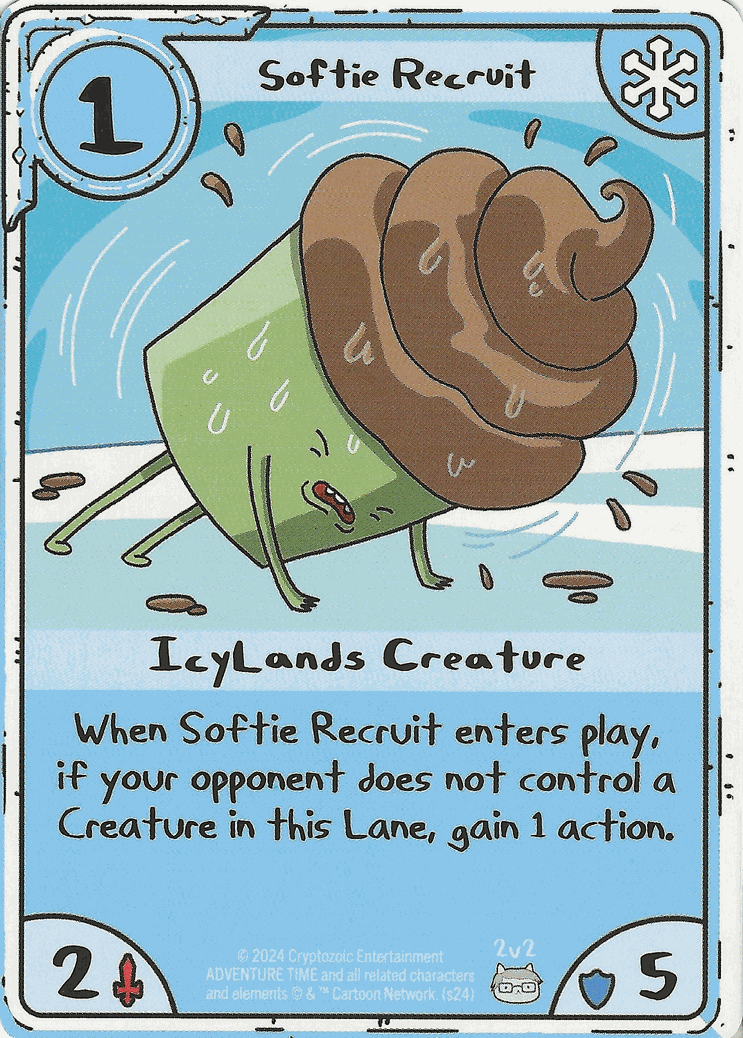 1
Softie Recruit
IcyLands Creature
When Softie Recruit enters play,
if your opponent does not control a
Creature in this Lane, gain 1 action.
2
© 2024 Cryptozoic Entertainment
ADVENTURE TIME and all related characters
and elements © & ™ Cartoon Network. (s24)
2v2
5